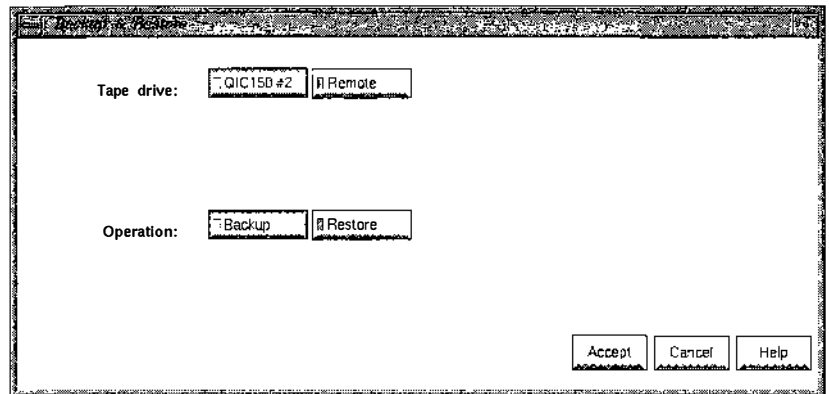 Backup & Restore
Tape drive: QIC150 #2 Remote
Operation: Backup Restore
Accept Cancel Help